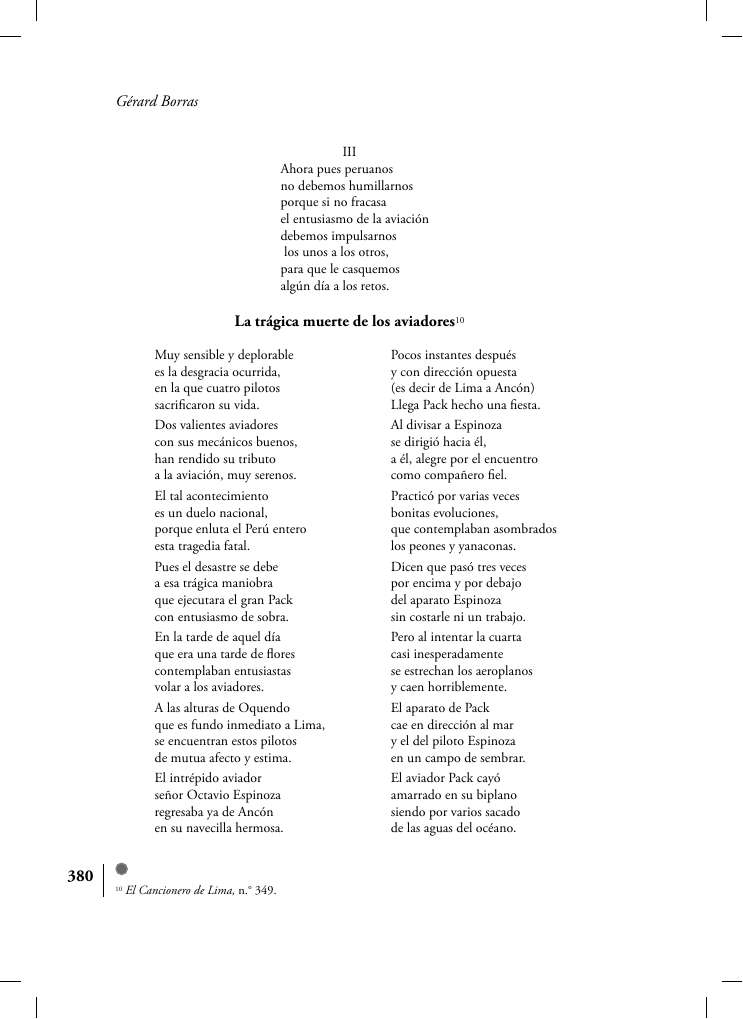 Gérard Borras
III
Ahora pues peruanos
no debemos humillarnos
porque si no fracasa
el entusiasmo de la aviación
debemos impulsarnos
los unos a los otros,
para que le casquemos
algún día a los retos.
La trágica muerte de los aviadores10
Muy sensible y deplorable
es la desgracia ocurrida,
en la que cuatro pilotos
sacrificaron su vida.
Dos valientes aviadores
con sus mecánicos buenos,
han rendido su tributo
a la aviación, muy serenos.
El tal acontecimiento
es un duelo nacional,
porque enluta el Perú entero
esta tragedia fatal.
Pues el desastre se debe
a esa trágica maniobra
que ejecutara el gran Pack
con entusiasmo de sobra.
En la tarde de aquel día
que era una tarde de flores
contemplaban entusiastas
volar a los aviadores.
A las alturas de Oquendo
que es fundo inmediato a Lima,
se encuentran estos pilotos
de mutua afecto y estima.
El intrépido aviador
señor Octavio Espinoza
regresaba ya de Ancón
en su navecilla hermosa.
Pocos instantes después
y con dirección opuesta
(es decir de Lima a Ancón)
Llega Pack hecho una fiesta.
Al divisar a Espinoza
se dirigió hacia él,
a él, alegre por el encuentro
como compañero fiel.
Practicó por varias veces
bonitas evoluciones,
que contemplaban asombrados
los peones y yanaconas.
Dicen que pasó tres veces
por encima y por debajo
del aparato Espinoza
sin costarle ni un trabajo.
Pero al intentar la cuarta
casi inesperadamente
se estrechan los aeroplanos
y caen horriblemente.
El aparato de Pack
cae en dirección al mar
y el del piloto Espinoza
en un campo de sembrar.
El aviador Pack cayó
amarrado en su biplano
siendo por varios sacado
de las aguas del océano.
380
10 El Cancionero de Lima, n.° 349.